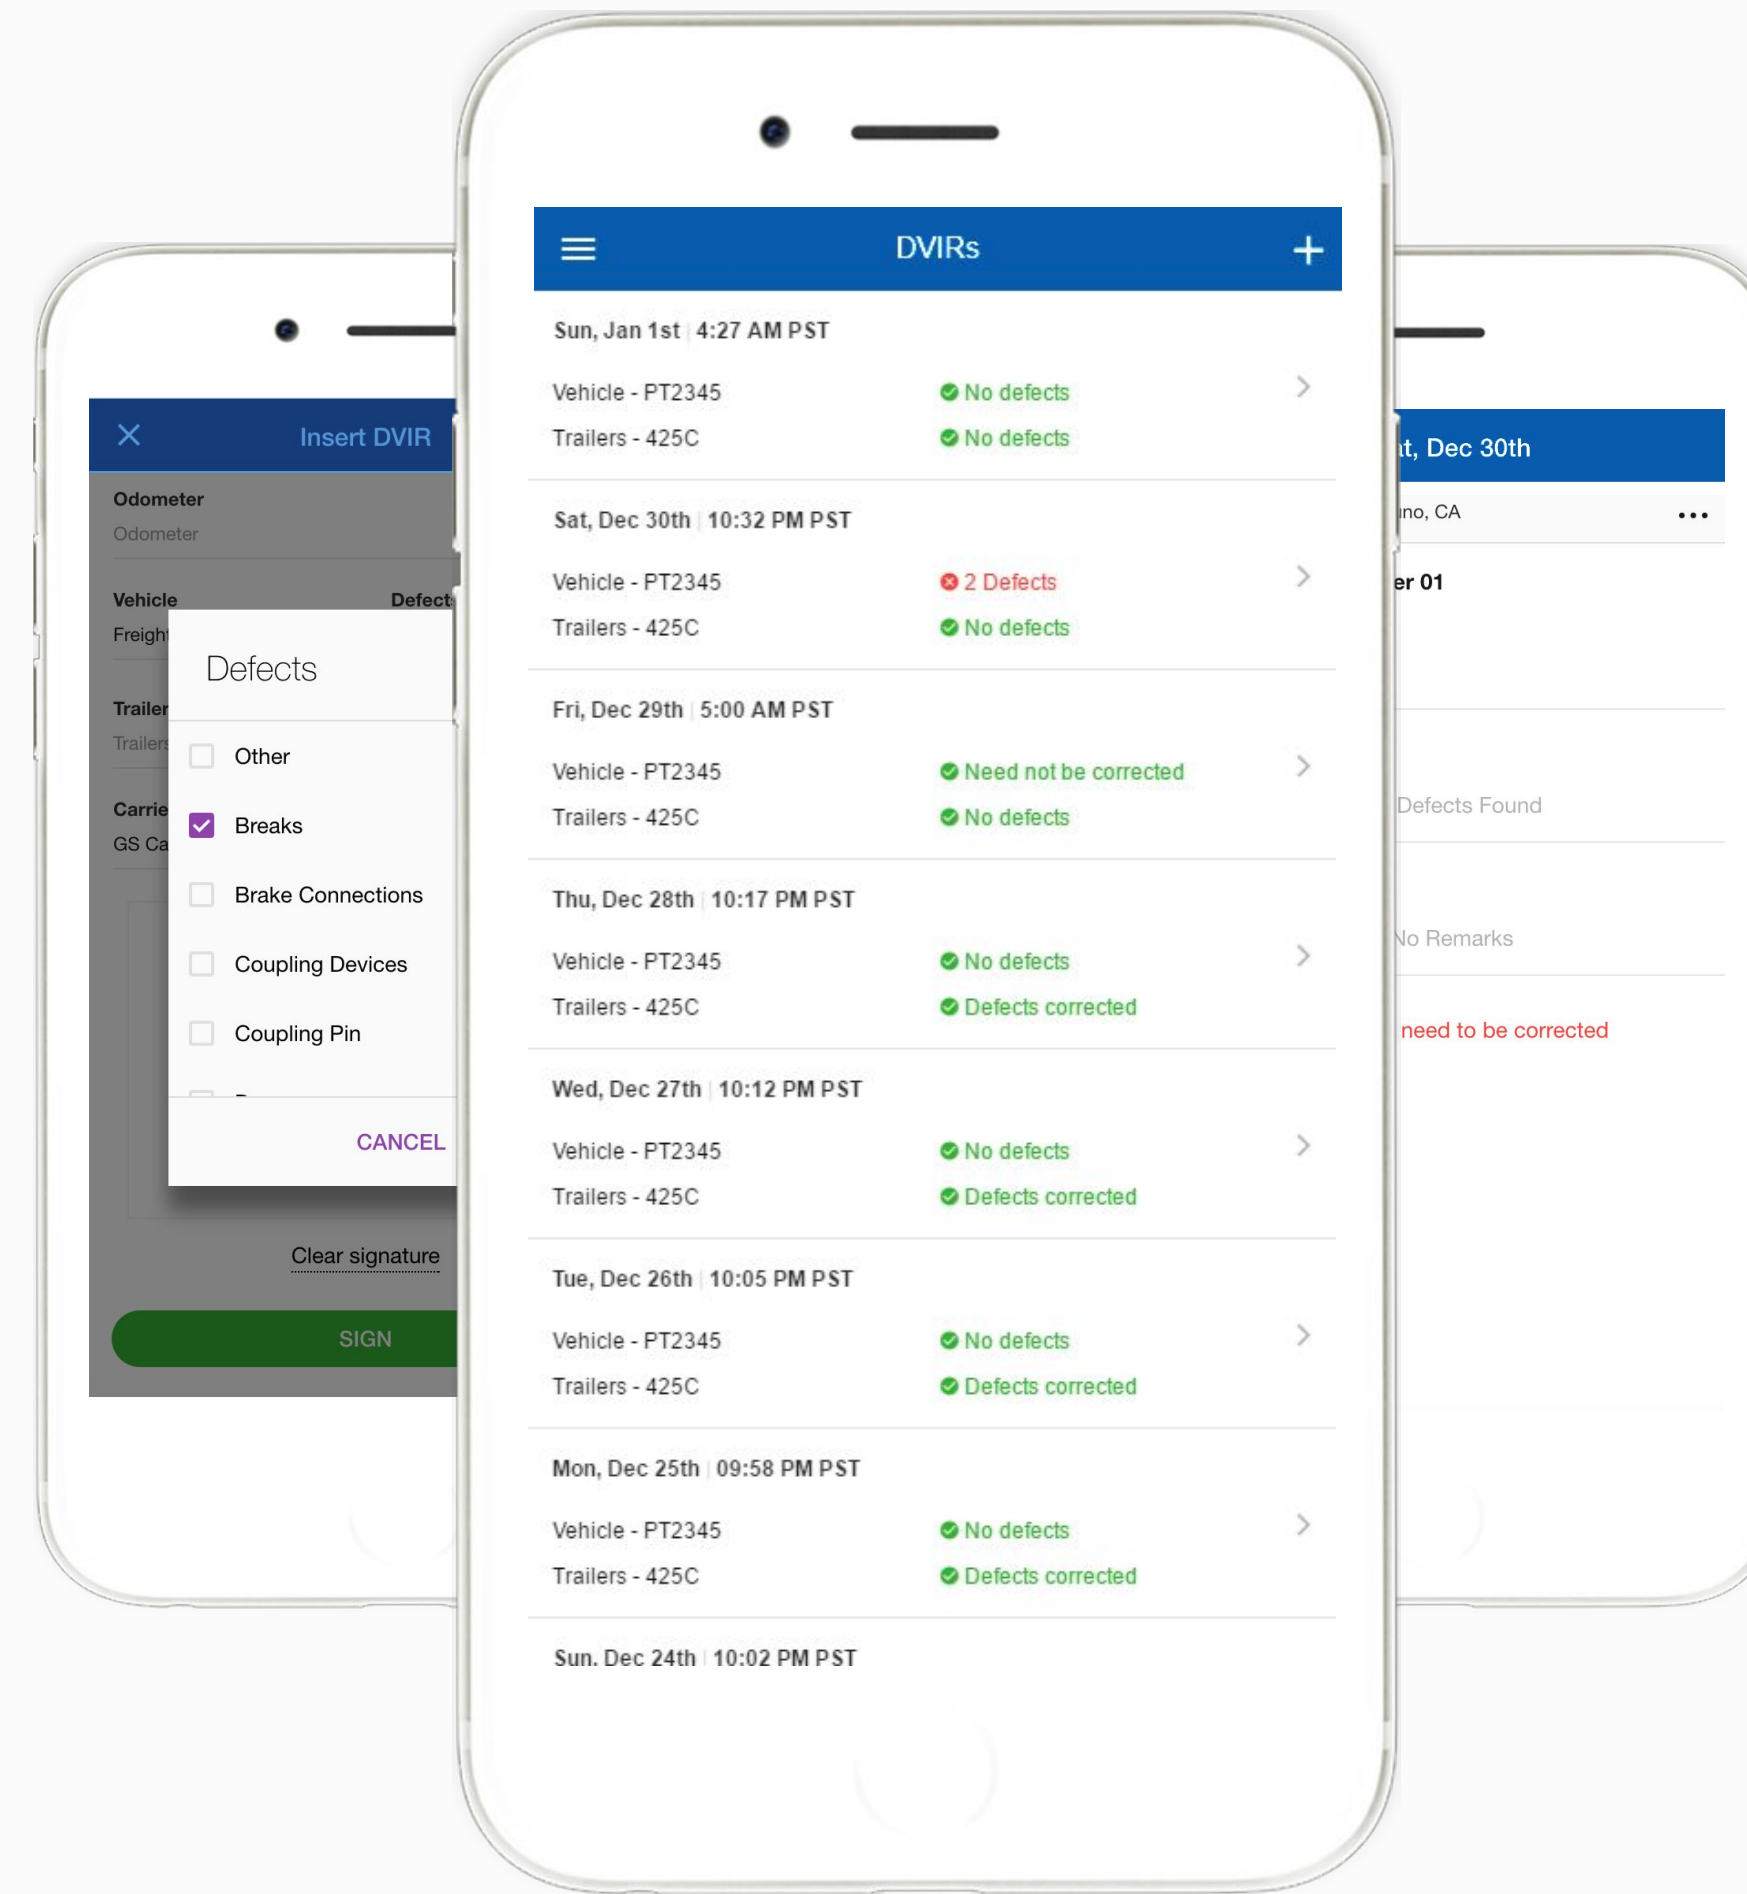 Insert DVIR
Odometer
Odometer
Vehicle Defects
Freigh
Trailer
Trailers
Carrie
GS Ca
Defects
Other
Breaks
Brake Connections
Coupling Devices
Coupling Pin
CANCEL
Clear signature
SIGN
DVIRs
Sun, Jan 1st | 4:27 AM PST
Vehicle - PT2345 No defects
Trailers - 425C No defects
Sat, Dec 30th | 10:32 PM PST
Vehicle - PT2345 2 Defects
Trailers - 425C No defects
Fri, Dec 29th | 5:00 AM PST
Vehicle - PT2345 Need not be corrected
Trailers - 425C No defects
Thu, Dec 28th | 10:17 PM PST
Vehicle - PT2345 No defects
Trailers - 425C Defects corrected
Wed, Dec 27th | 10:12 PM PST
Vehicle - PT2345 No defects
Trailers - 425C Defects corrected
Tue, Dec 26th | 10:05 PM PST
Vehicle - PT2345 No defects
Trailers - 425C Defects corrected
Mon, Dec 25th | 09:58 PM PST
Vehicle - PT2345 No defects
Trailers - 425C Defects corrected
Sun, Dec 24th | 10:02 PM PST
t, Dec 30th
no, CA
er 01
Defects Found
No Remarks
need to be corrected